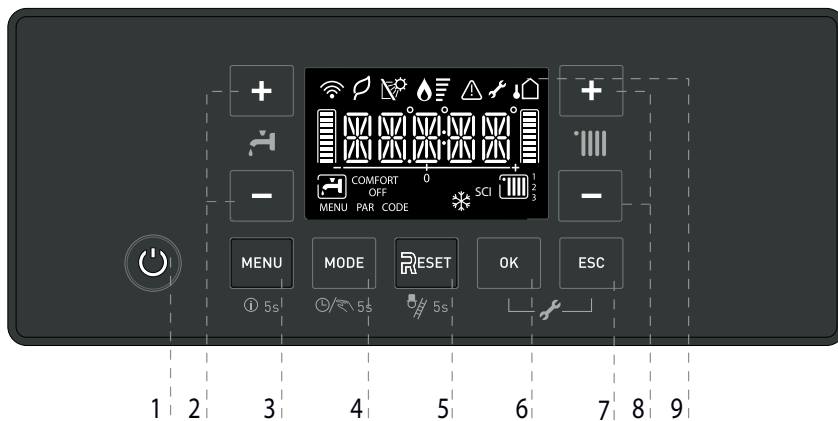 + +
0
COMFORT
OFF
SCI
1
2
3
MENU PAR CODE
− −
MENU MODE RESET OK ESC
5s 5s 5s
1 2 3 4 5 6 7 8 9